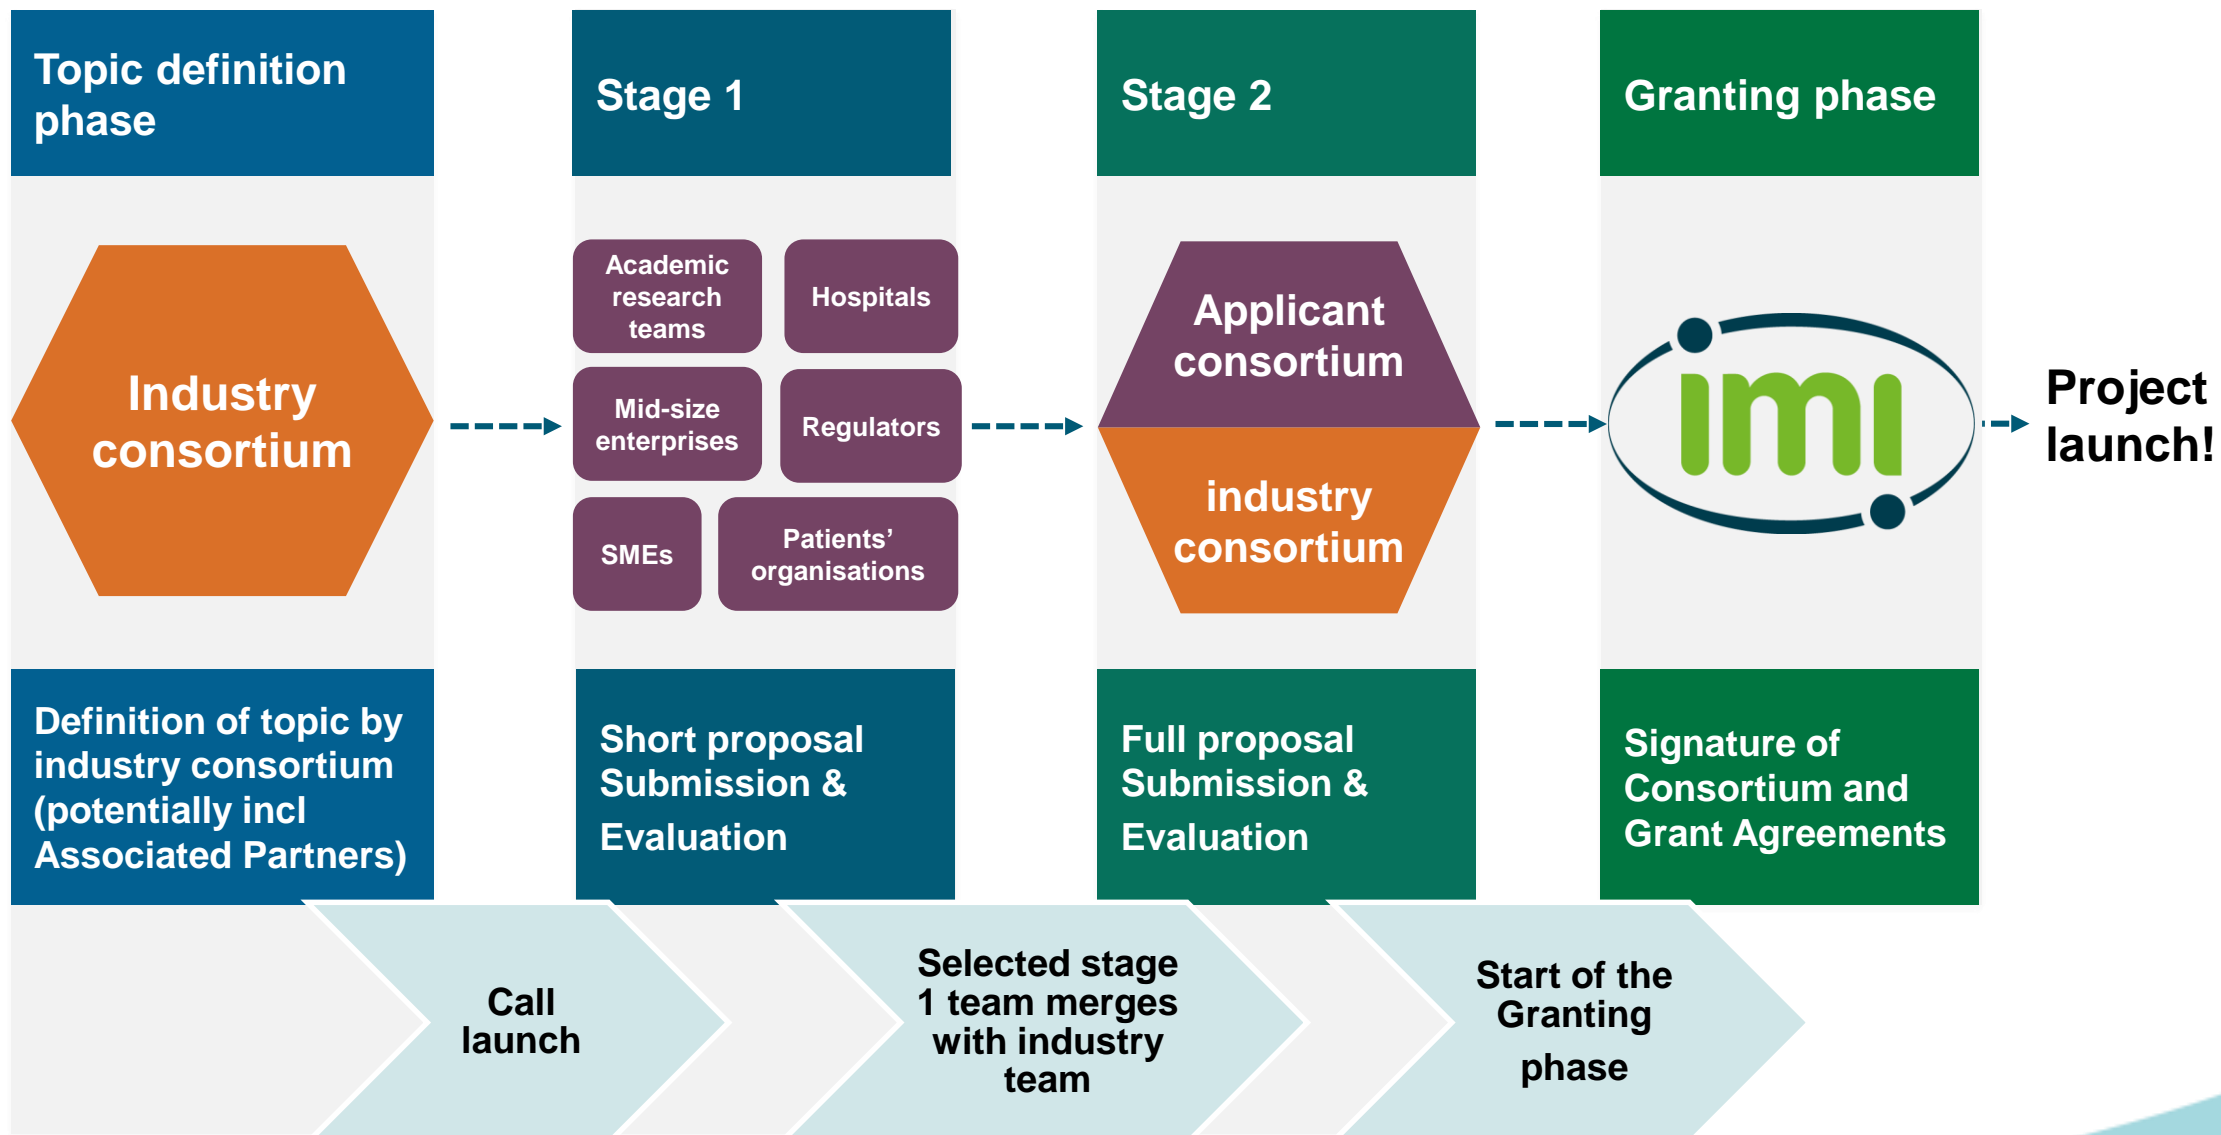 Topic definition
phase
Stage 1
Stage 2
Granting phase
Industry
consortium
Academic
research
teams
Hospitals
Mid-size
enterprises
Regulators
SMEs
Patients’
organisations
Applicant
consortium
industry
consortium
imi
Project
launch!
Definition of topic by
industry consortium
(potentially incl
Associated Partners)
Short proposal
Submission &
Evaluation
Full proposal
Submission &
Evaluation
Signature of
Consortium and
Grant Agreements
Call
launch
Selected stage
1 team merges
with industry
team
Start of the
Granting
phase